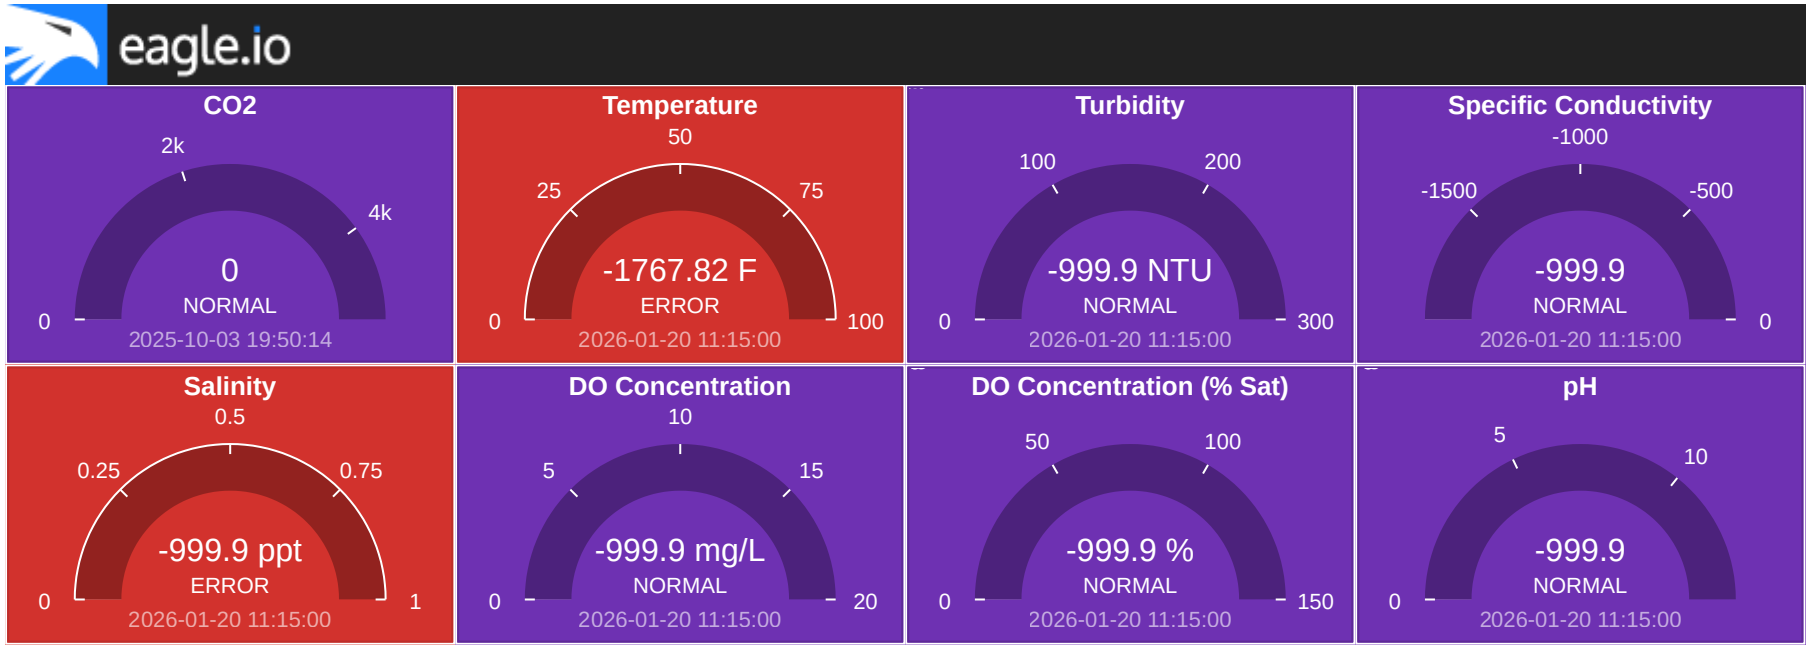 eagle.io
CO2
2k
4k
0
NORMAL
0
2025-10-03 19:50:14
Temperature
50
25
75
-1767.82 F
ERROR
0
100
2026-01-20 11:15:00
Turbidity
100
200
-999.9 NTU
NORMAL
0
300
2026-01-20 11:15:00
Specific Conductivity
-1000
-1500
-500
-999.9
NORMAL
0
2026-01-20 11:15:00
Salinity
0.5
0.25
0.75
-999.9 ppt
ERROR
0
1
2026-01-20 11:15:00
DO Concentration
10
5
15
-999.9 mg/L
NORMAL
0
20
2026-01-20 11:15:00
DO Concentration (% Sat)
50
100
-999.9 %
NORMAL
0
150
2026-01-20 11:15:00
pH
5
10
-999.9
NORMAL
0
2026-01-20 11:15:00